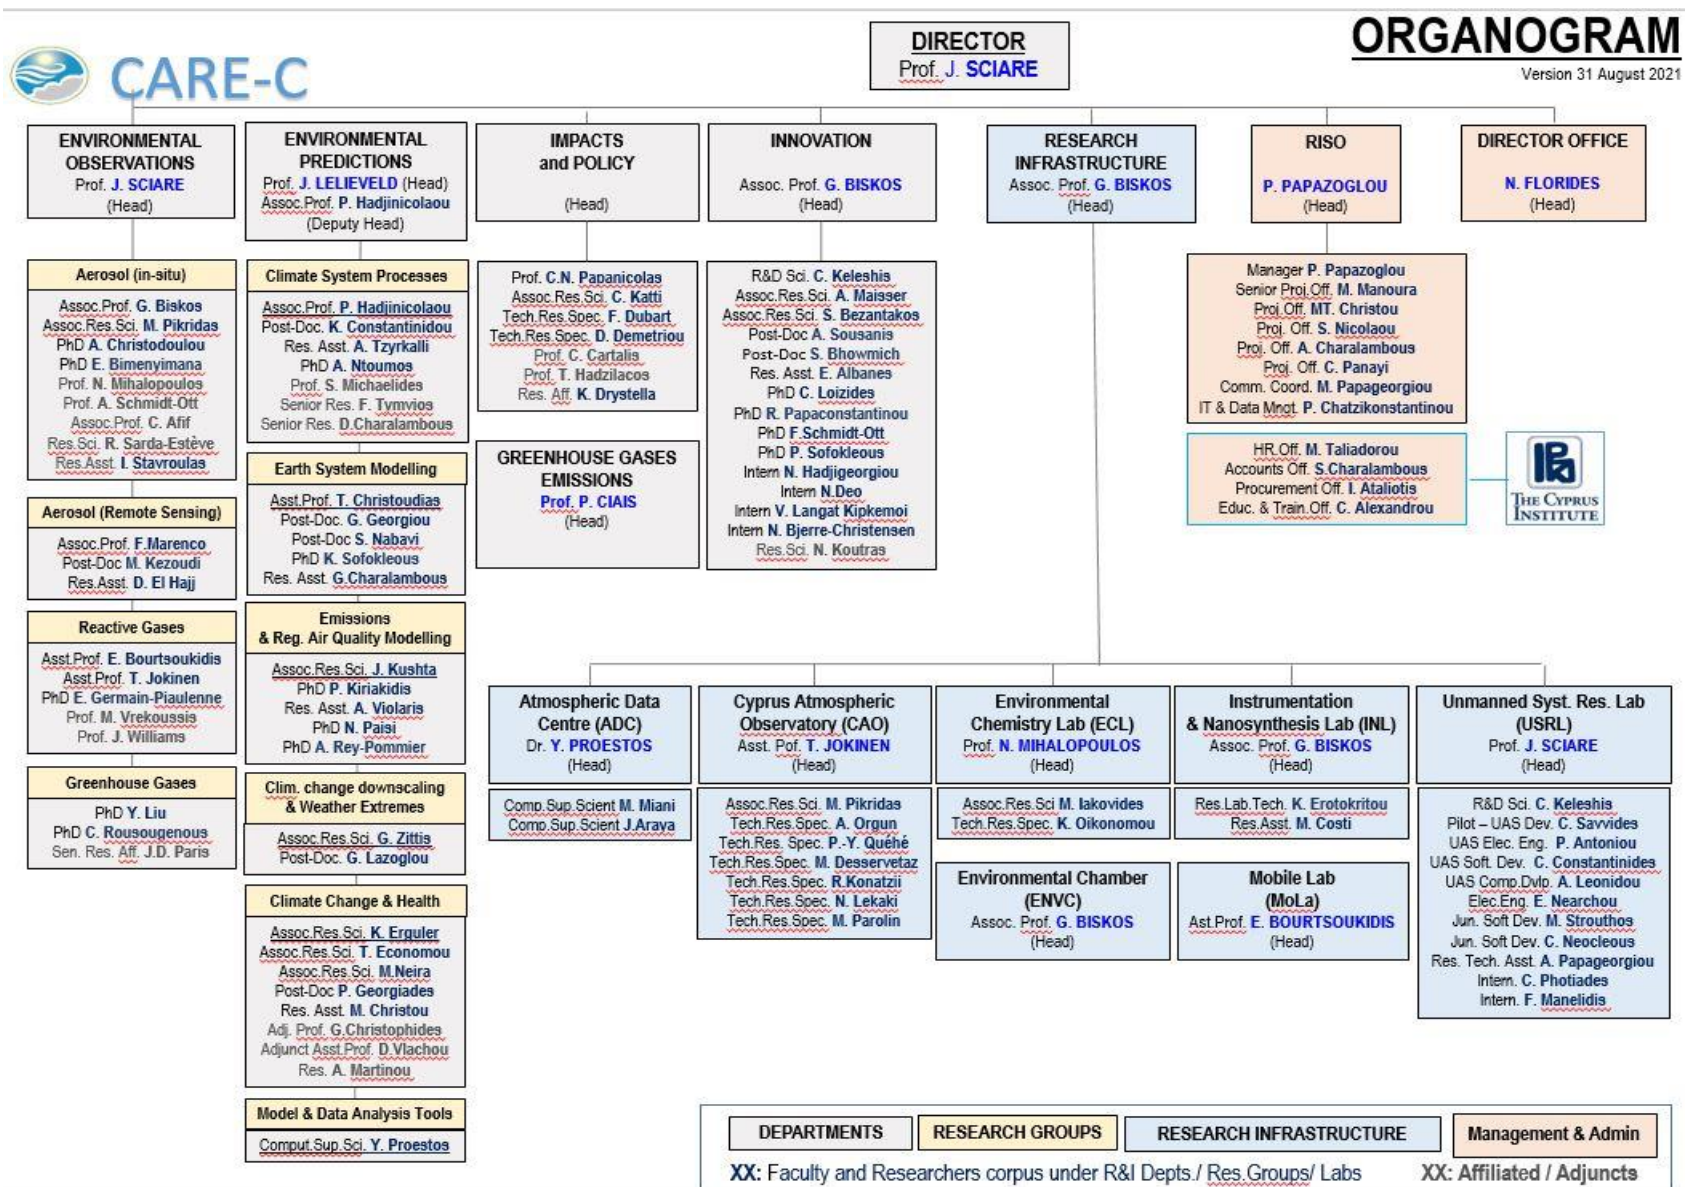 ORGANOGRAM
Version 31 August 2021
CARE-C
DIRECTOR
Prof. J. SCIARE
ENVIRONMENTAL
OBSERVATIONS
Prof. J. SCIARE
(Head)
Aerosol (in-situ)
Assoc.Prof. G. Biskos
Assoc.Res.Sci. M. Pikridas
PhD A. Christodoulou
PhD E. Bimenyimana
Prof. N. Mihalopoulos
Prof. A. Schmidt-Ott
Assoc.Prof. C. Afif
Res.Sci. R. Sarda-Estève
Res.Asst. I. Stavroulas
Aerosol (Remote Sensing)
Assoc.Prof. F.Marenco
Post-Doc M. Kezoudi
Res.Asst. D. El Hajj
Reactive Gases
Asst.Prof. E. Bourtsoukidis
Asst.Prof. T. Jokinen
PhD E. Germain-Piaulenne
Prof. M. Vrekoussis
Prof. J. Williams
Greenhouse Gases
PhD Y. Liu
PhD C. Rousougenous
Sen. Res. Aff. J.D. Paris
ENVIRONMENTAL
PREDICTIONS
Prof. J. LELIEVELD (Head)
Assoc.Prof. P. Hadjinicolaou
(Deputy Head)
Climate System Processes
Assoc.Prof. P. Hadjinicolaou
Post-Doc. K. Constantinidou
Res. Asst. A. Tzyrkalli
PhD A. Ntoumos
Prof. S. Michaelides
Senior Res. F. Tymvios
Senior Res. D.Charalambous
Earth System Modelling
Asst.Prof. T. Christoudias
Post-Doc. G. Georgiou
Post-Doc S. Nabavi
PhD K. Sofokleous
Res. Asst. G.Charalambous
Emissions
& Reg. Air Quality Modelling
Assoc.Res.Sci. J. Kushta
PhD P. Kiriakidis
Res. Asst. A. Violaris
PhD N. Paisi
PhD A. Rey-Pommier
Clim. change downscaling
& Weather Extremes
Assoc.Res.Sci. G. Zittis
Post-Doc. G. Lazoglou
Climate Change & Health
Assoc.Res.Sci. K. Erguler
Assoc.Res.Sci. T. Economou
Assoc.Res.Sci. M.Neira
Post-Doc P. Georgiades
Res. Asst. M. Christou
Adj. Prof. G.Christophides
Adjunct Asst.Prof. D.Vlachou
Res. A. Martinou
Model & Data Analysis Tools
Comput.Sup.Sci. Y. Proestos
IMPACTS
and POLICY
(Head)
Prof. C.N. Papanicolas
Assoc.Res.Sci. C. Katti
Tech.Res.Spec. F. Dubart
Tech.Res.Spec. D. Demetriou
Prof. C. Cartalis
Prof. T. Hadzilacos
Res. Aff. K. Drystella
GREENHOUSE GASES
EMISSIONS
Prof. P. CIAIS
(Head)
INNOVATION
Assoc. Prof. G. BISKOS
(Head)
R&D Sci. C. Keleshis
Assoc.Res.Sci. A. Maisser
Assoc.Res.Sci. S. Bezantakos
Post-Doc A. Sousanis
Post-Doc S. Bhowmich
Res. Asst. E. Albanes
PhD C. Loizides
PhD R. Papaconstantinou
PhD F.Schmidt-Ott
PhD P. Sofokleous
Intern N. Hadjigeorgiou
Intern N.Deo
Intern V. Langat Kipkemoi
Intern N. Bjerre-Christensen
Res.Sci. N. Koutras
RESEARCH
INFRASTRUCTURE
Assoc. Prof. G. BISKOS
(Head)
RISO
P. PAPAZOGLOU
(Head)
Manager P. Papazoglou
Senior Proj.Off. M. Manoura
Proj.Off. MT. Christou
Proj. Off. S. Nicolaou
Proj. Off. A. Charalambous
Proj. Off C. Panayi
Comm. Coord. M. Papageorgiou
IT & Data Mngt. P. Chatzikonstantinou
HR.Off. M. Taliadorou
Accounts Off. S.Charalambous
Procurement Off. I. Ataliotis
Educ. & Train.Off. C. Alexandrou
THE CYPRUS
INSTITUTE
DIRECTOR OFFICE
N. FLORIDES
(Head)
Atmospheric Data
Centre (ADC)
Dr. Y. PROESTOS
(Head)
Comp.Sup.Scient M. Miani
Comp.Sup.Scient J.Araya
Cyprus Atmospheric
Observatory (CAO)
Asst. Pof. T. JOKINEN
(Head)
Assoc.Res.Sci. M. Pikridas
Tech.Res.Spec. A. Orgun
Tech.Res. Spec. P.-Y. Quéhé
Tech.Res.Spec. M. Desservetaz
Tech.Res.Spec. R.Konatzii
Tech.Res.Spec. N. Lekaki
Tech.Res.Spec. M. Parolin
Environmental
Chemistry Lab (ECL)
Prof. N. MIHALOPOULOS
(Head)
Assoc.Res.Sci M. Iakovides
Tech.Res.Spec. K. Oikonomou
Environmental Chamber
(ENVC)
Assoc. Prof. G. BISKOS
(Head)
Instrumentation
& Nanosynthesis Lab (INL)
Assoc. Prof. G. BISKOS
(Head)
Res.Lab.Tech. K. Erotokritou
Res.Asst. M. Costi
Mobile Lab
(MoLa)
Ast.Prof. E. BOURTSOUKIDIS
(Head)
Unmanned Syst. Res. Lab
(USRL)
Prof. J. SCIARE
(Head)
R&D Sci. C. Keleshis
Pilot – UAS Dev. C. Savvides
UAS Elec. Eng. P. Antoniou
UAS Soft. Dev. C. Constantinides
UAS Comp.Dvlp. A. Leonidou
Elec.Eng. E. Nearchou
Jun. Soft Dev. M. Strouthos
Jun. Soft Dev. C. Neocleous
Res. Tech. Asst. A. Papageorgiou
Intern. C. Photiades
Intern. F. Manelidis
DEPARTMENTS
RESEARCH GROUPS
RESEARCH INFRASTRUCTURE
Management & Admin
XX: Faculty and Researchers corpus under R&I Depts./ Res.Groups/ Labs
XX: Affiliated / Adjuncts